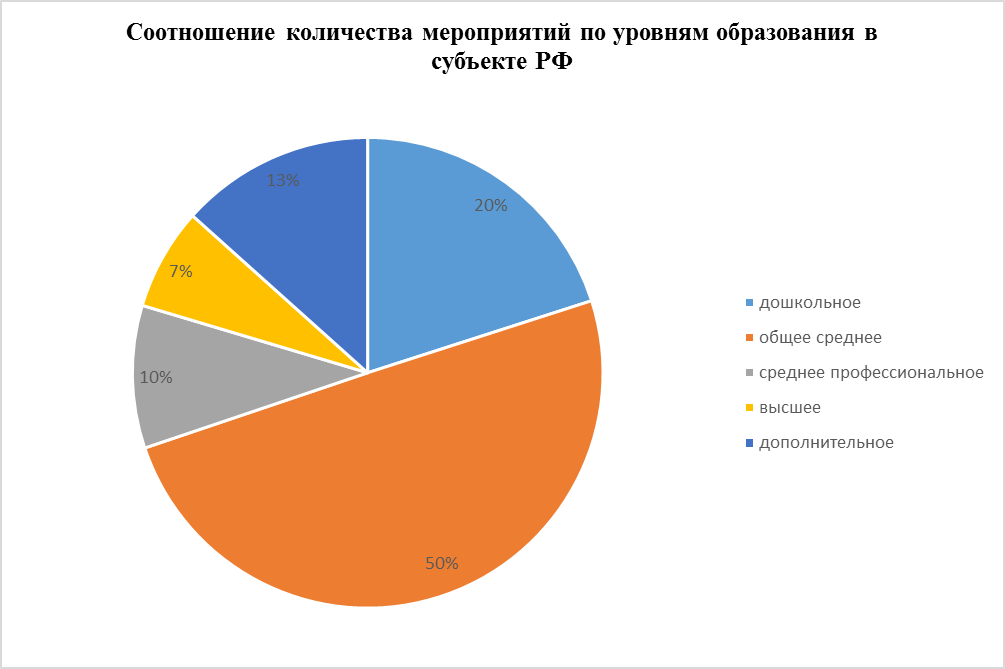 Соотношение количества мероприятий по уровням образования в
субъекте РФ
13%
20%
7%
10%
50%
дошкольное
общее среднее
среднее профессиональное
высшее
дополнительное